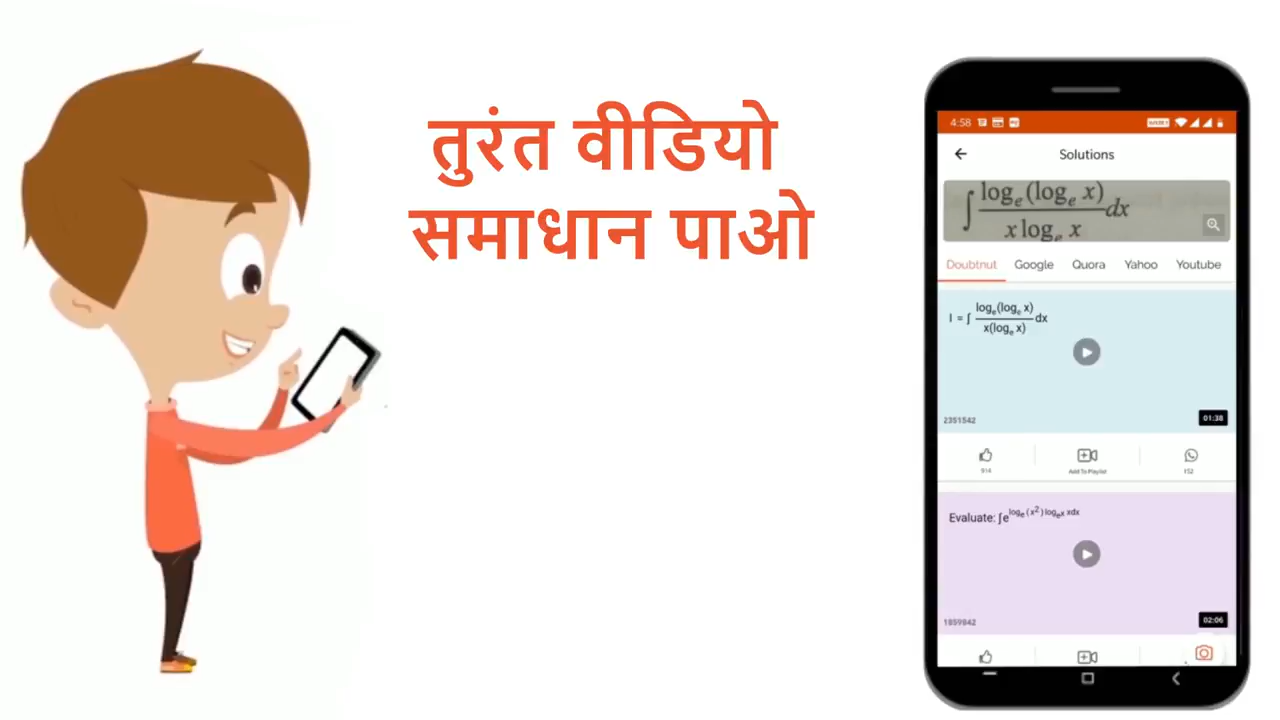 तुरंत वीडियो
समाधान पाओ
4:58
Solutions
∫ logₑ(logₑ x) / x logₑ x dx
Doubtnut Google Quora Yahoo Youtube
I = ∫ logₑ(logₑ x) / x(logₑ x) dx
2351542 01:38
914 Add To Playlist 152
Evaluate: ∫e^logₑ(x²) logₑx xdx
1859842 02:06